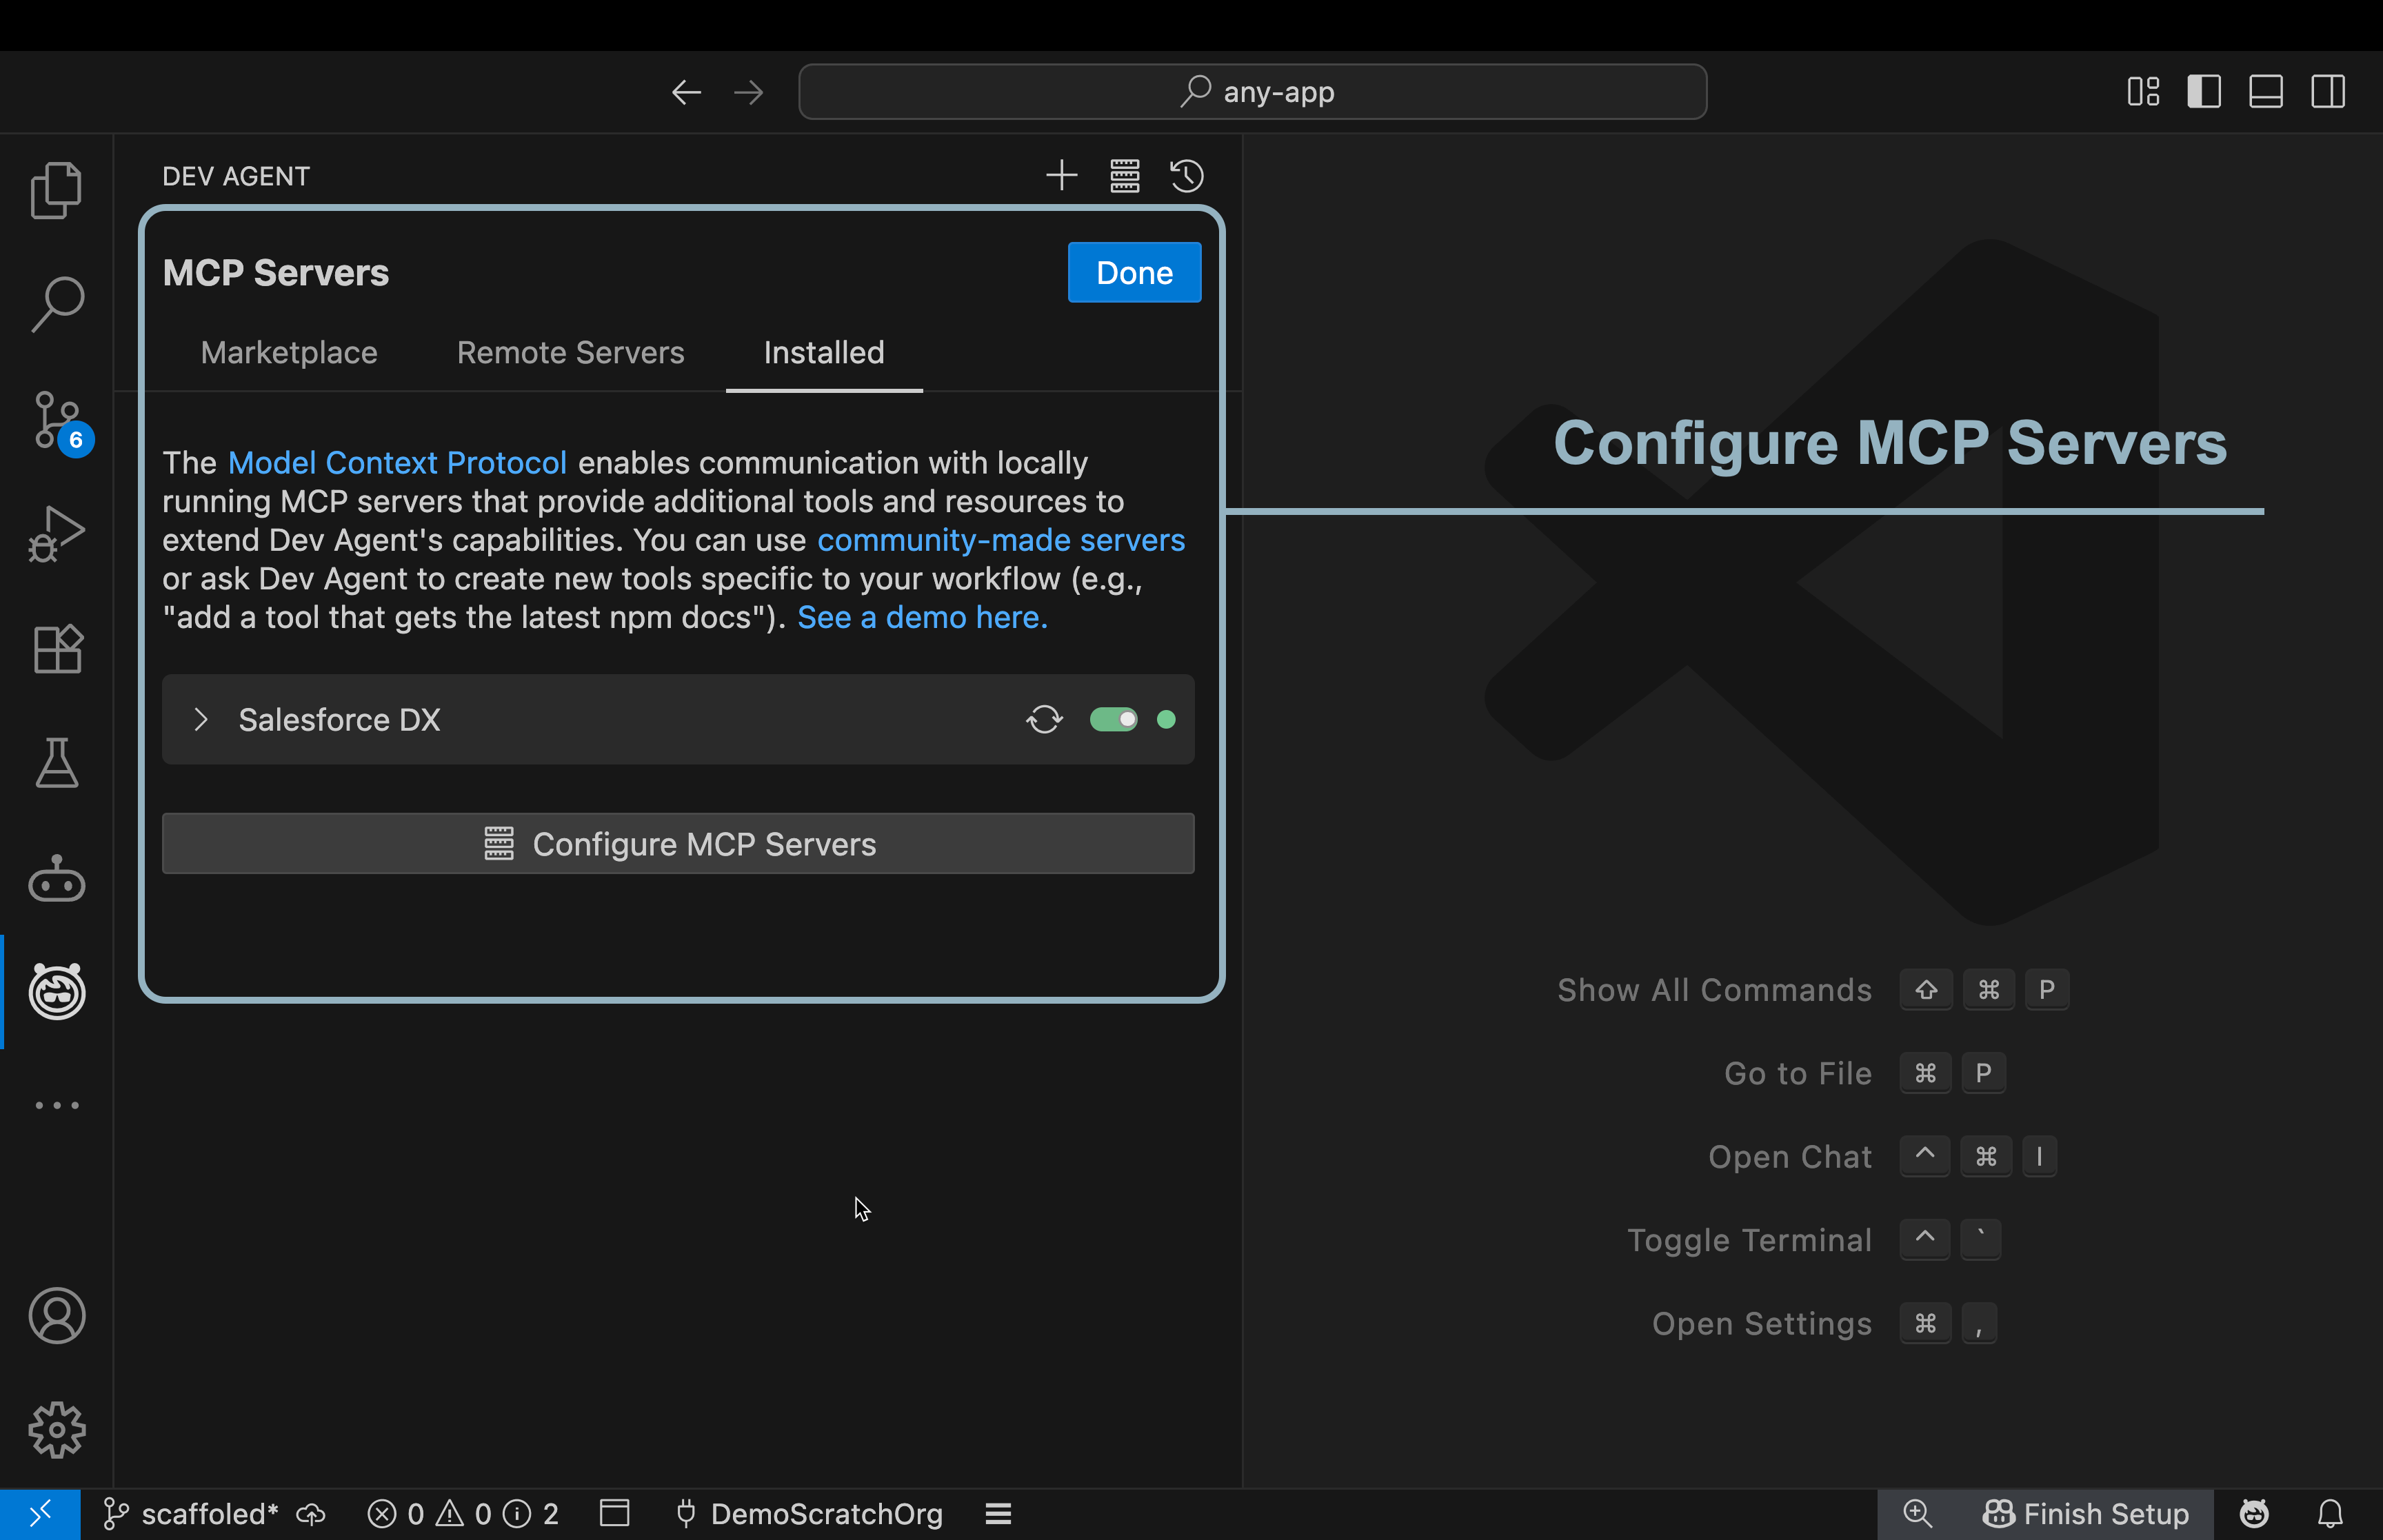 any-app
DEV AGENT
MCP Servers
Done
Marketplace
Remote Servers
Installed
The Model Context Protocol enables communication with locally
running MCP servers that provide additional tools and resources to
extend Dev Agent's capabilities. You can use community-made servers
or ask Dev Agent to create new tools specific to your workflow (e.g.,
"add a tool that gets the latest npm docs"). See a demo here.
Salesforce DX
Configure MCP Servers
6
Configure MCP Servers
Show All Commands ⇧ ⌘ P
Go to File ⌘ P
Open Chat ^ ⌘ I
Toggle Terminal ^ `
Open Settings ⌘ ,
scaffoled* 0 0 2 DemoScratchOrg Finish Setup